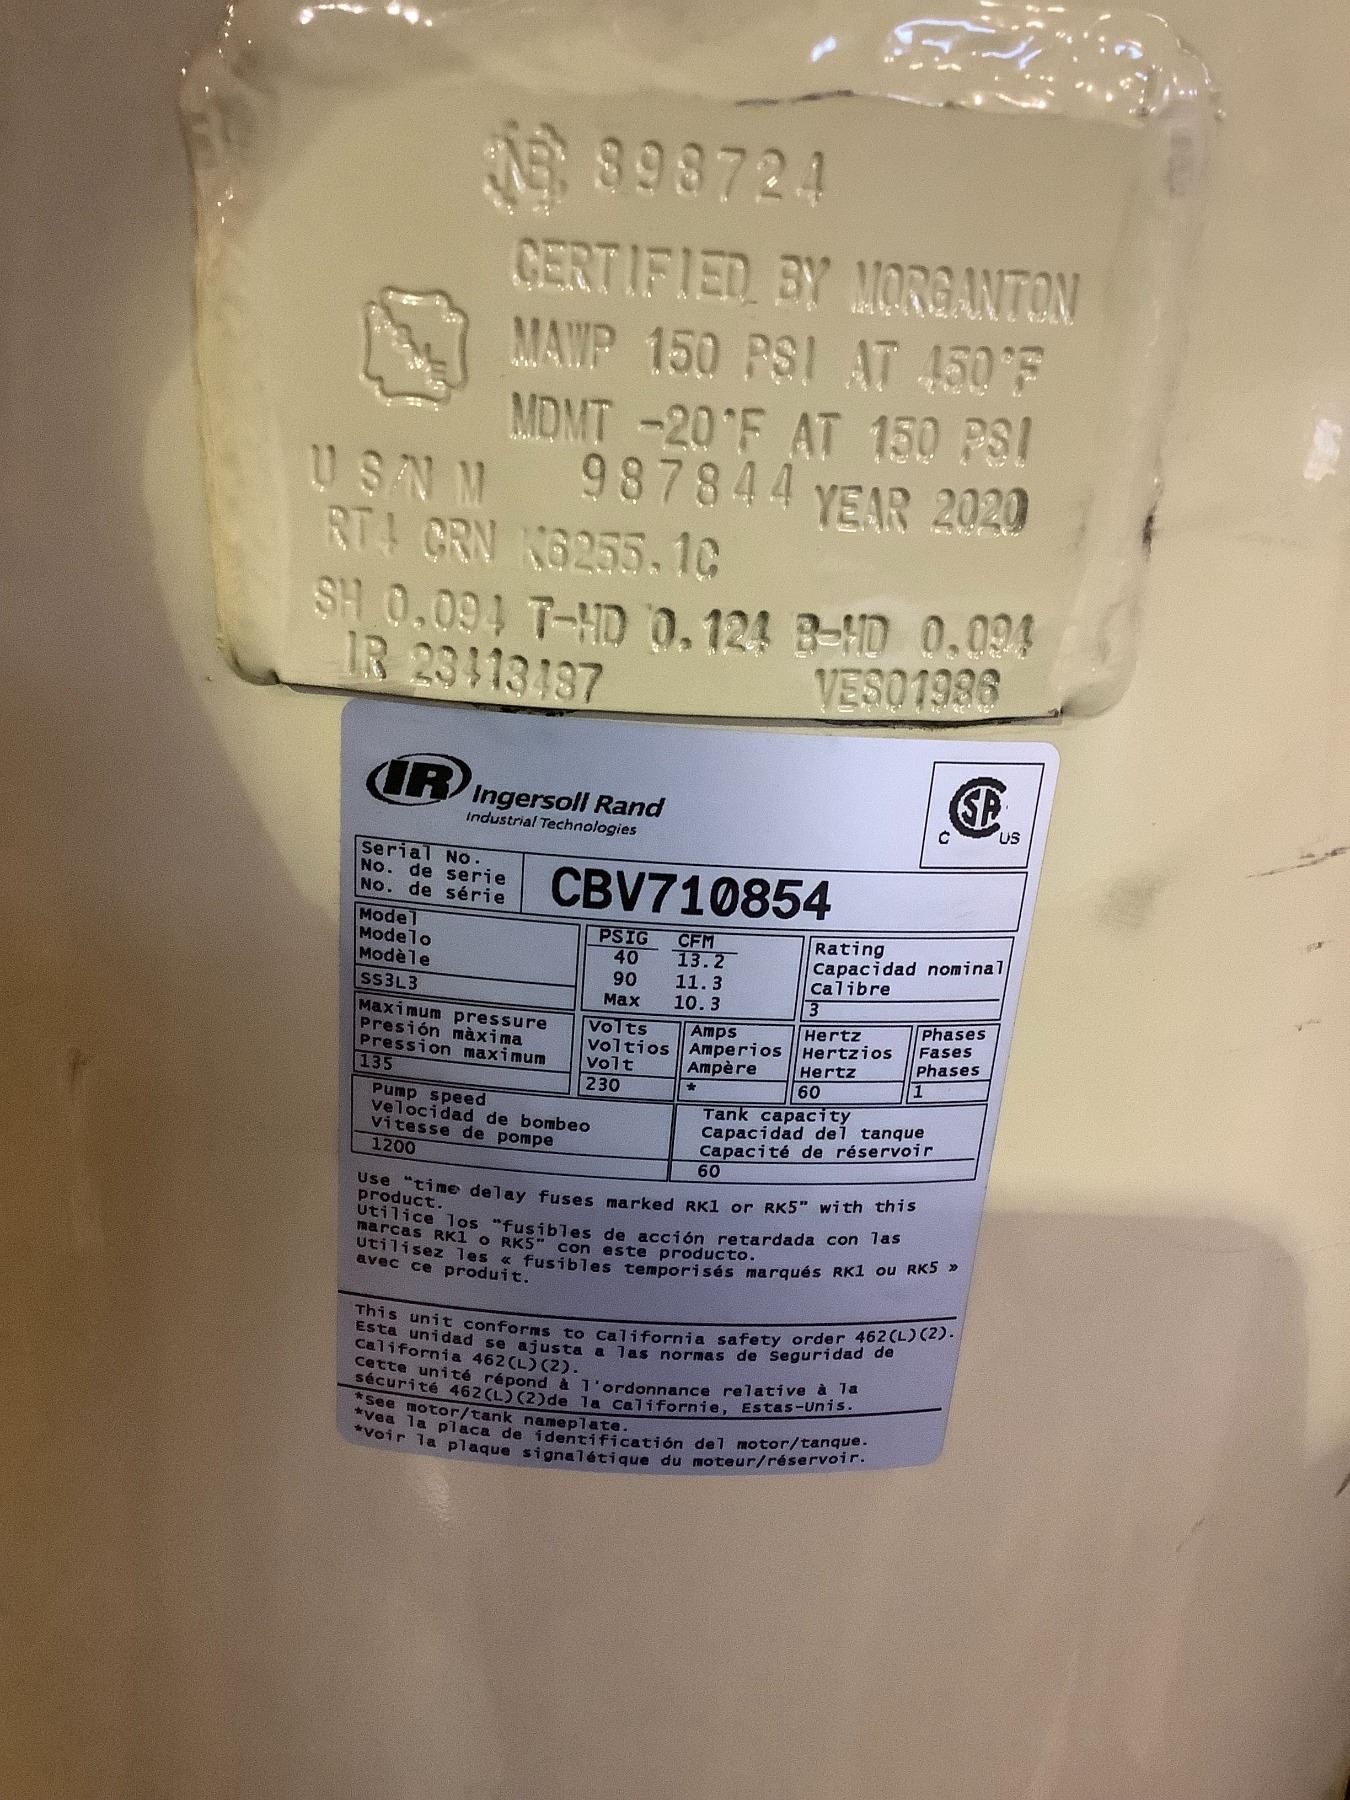 NB 898724
CERTIFIED BY MORGANTON
MAWP 150 PSI AT 450°F
MDMT -20°F AT 150 PSI
U S/N M 987844 YEAR 2020
RT4 CRN K6255.1C
SH 0.094 T-HD 0.124 B-HD 0.094
IR 23413487 VES01986
IR Ingersoll Rand
Industrial Technologies
C SA US
Serial No.
No. de serie
No. de série
CBV710854
Model
Modelo
Modèle
SS3L3
PSIG CFM
40 13.2
90 11.3
Max 10.3
Rating
Capacidad nominal
Calibre
3
Maximum pressure
Presión màxima
Pression maximum
135
Volts
Voltios
Volt
230
Amps
Amperios
Ampère
*
Hertz
Hertzios
Hertz
60
Phases
Fases
Phases
1
Pump speed
Velocidad de bombeo
Vitesse de pompe
1200
Tank capacity
Capacidad del tanque
Capacité de réservoir
60
Use "time delay fuses marked RK1 or RK5" with this
product.
Utilice los "fusibles de acción retardada con las
marcas RK1 o RK5" con este producto.
Utilisez les « fusibles temporisés marqués RK1 ou RK5 »
avec ce produit.
This unit conforms to California safety order 462(L)(2).
Esta unidad se ajusta a las normas de Seguridad de
California 462(L)(2).
Cette unité répond à l'ordonnance relative à la
sécurité 462(L)(2)de la Californie, Estas-Unis.
*See motor/tank nameplate.
*Vea la placa de identificación del motor/tanque.
*Voir la plaque signalétique du moteur/réservoir.